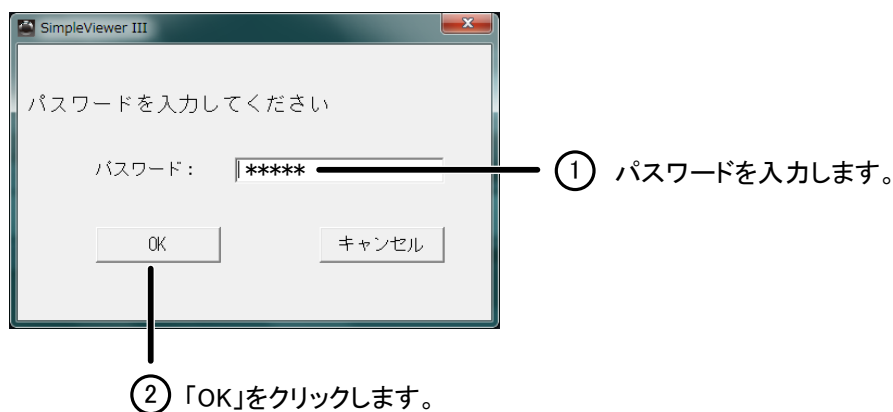 SimpleViewer III
パスワードを入力してください
パスワード： *****
① パスワードを入力します。
OK キャンセル
② 「OK」をクリックします。